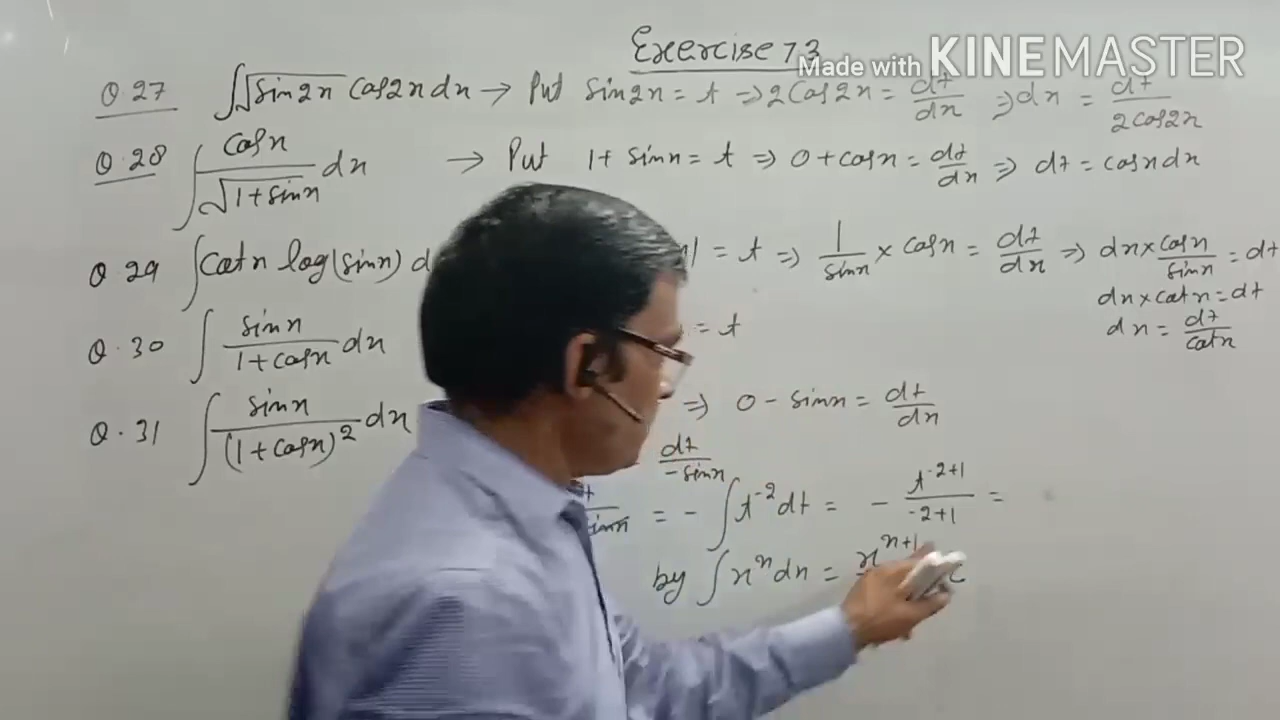 Exercise 7.3
Made with KINEMASTER
Q 27 ∫√sin2x cos2x dx → Put sin2x = t ⇒ 2cos2x = dt/dx ⇒ dx = dt/2cos2x
Q.28 ∫ cosx/√1+sinx dx → Put 1 + sinx = t ⇒ 0 + cosx = dt/dx ⇒ dt = cosx dx
Q 29 ∫cotx log(sinx) d = t ⇒ 1/sinx × cosx = dt/dx ⇒ dx × cosx/sinx = dt
dx × cotx = dt
dx = dt/cotx
Q.30 ∫ sinx/1+cosx dx = t
Q.31 ∫ sinx/(1+cosx)² dx ⇒ 0 - sinx = dt/dx
dt/-sinx
sinx = - ∫ t⁻² dt = - t⁻²⁺¹/-2+1 =
by ∫ xⁿ dx = xⁿ⁺¹ c